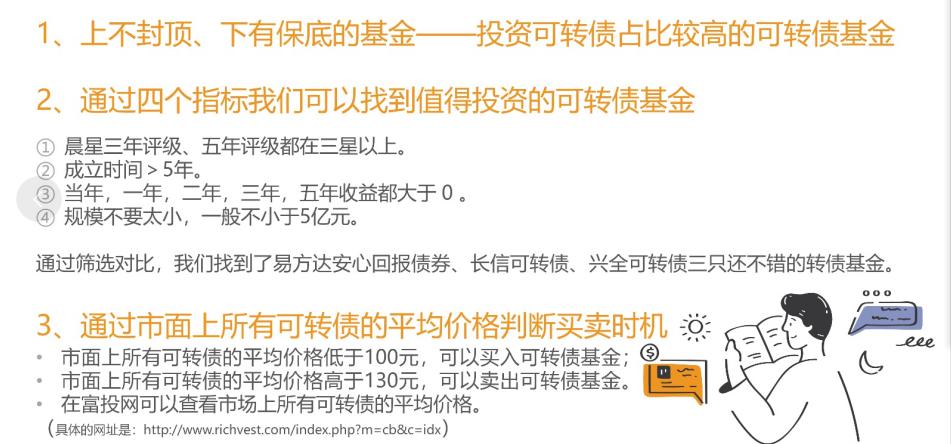 1、上不封顶、下有保底的基金——投资可转债占比较高的可转债基金
2、通过四个指标我们可以找到值得投资的可转债基金
① 晨星三年评级、五年评级都在三星以上。
② 成立时间＞5年。
③ 当年，一年，二年，三年，五年收益都大于 0 。
④ 规模不要太小，一般不小于5亿元。
通过筛选对比，我们找到了易方达安心回报债券、长信可转债、兴全可转债三只还不错的转债基金。
3、通过市面上所有可转债的平均价格判断买卖时机
• 市面上所有可转债的平均价格低于100元，可以买入可转债基金；
• 市面上所有可转债的平均价格高于130元，可以卖出可转债基金。
• 在富投网可以查看市场上所有可转债的平均价格。
（具体的网址是：http://www.richvest.com/index.php?m=cb&c=idx）